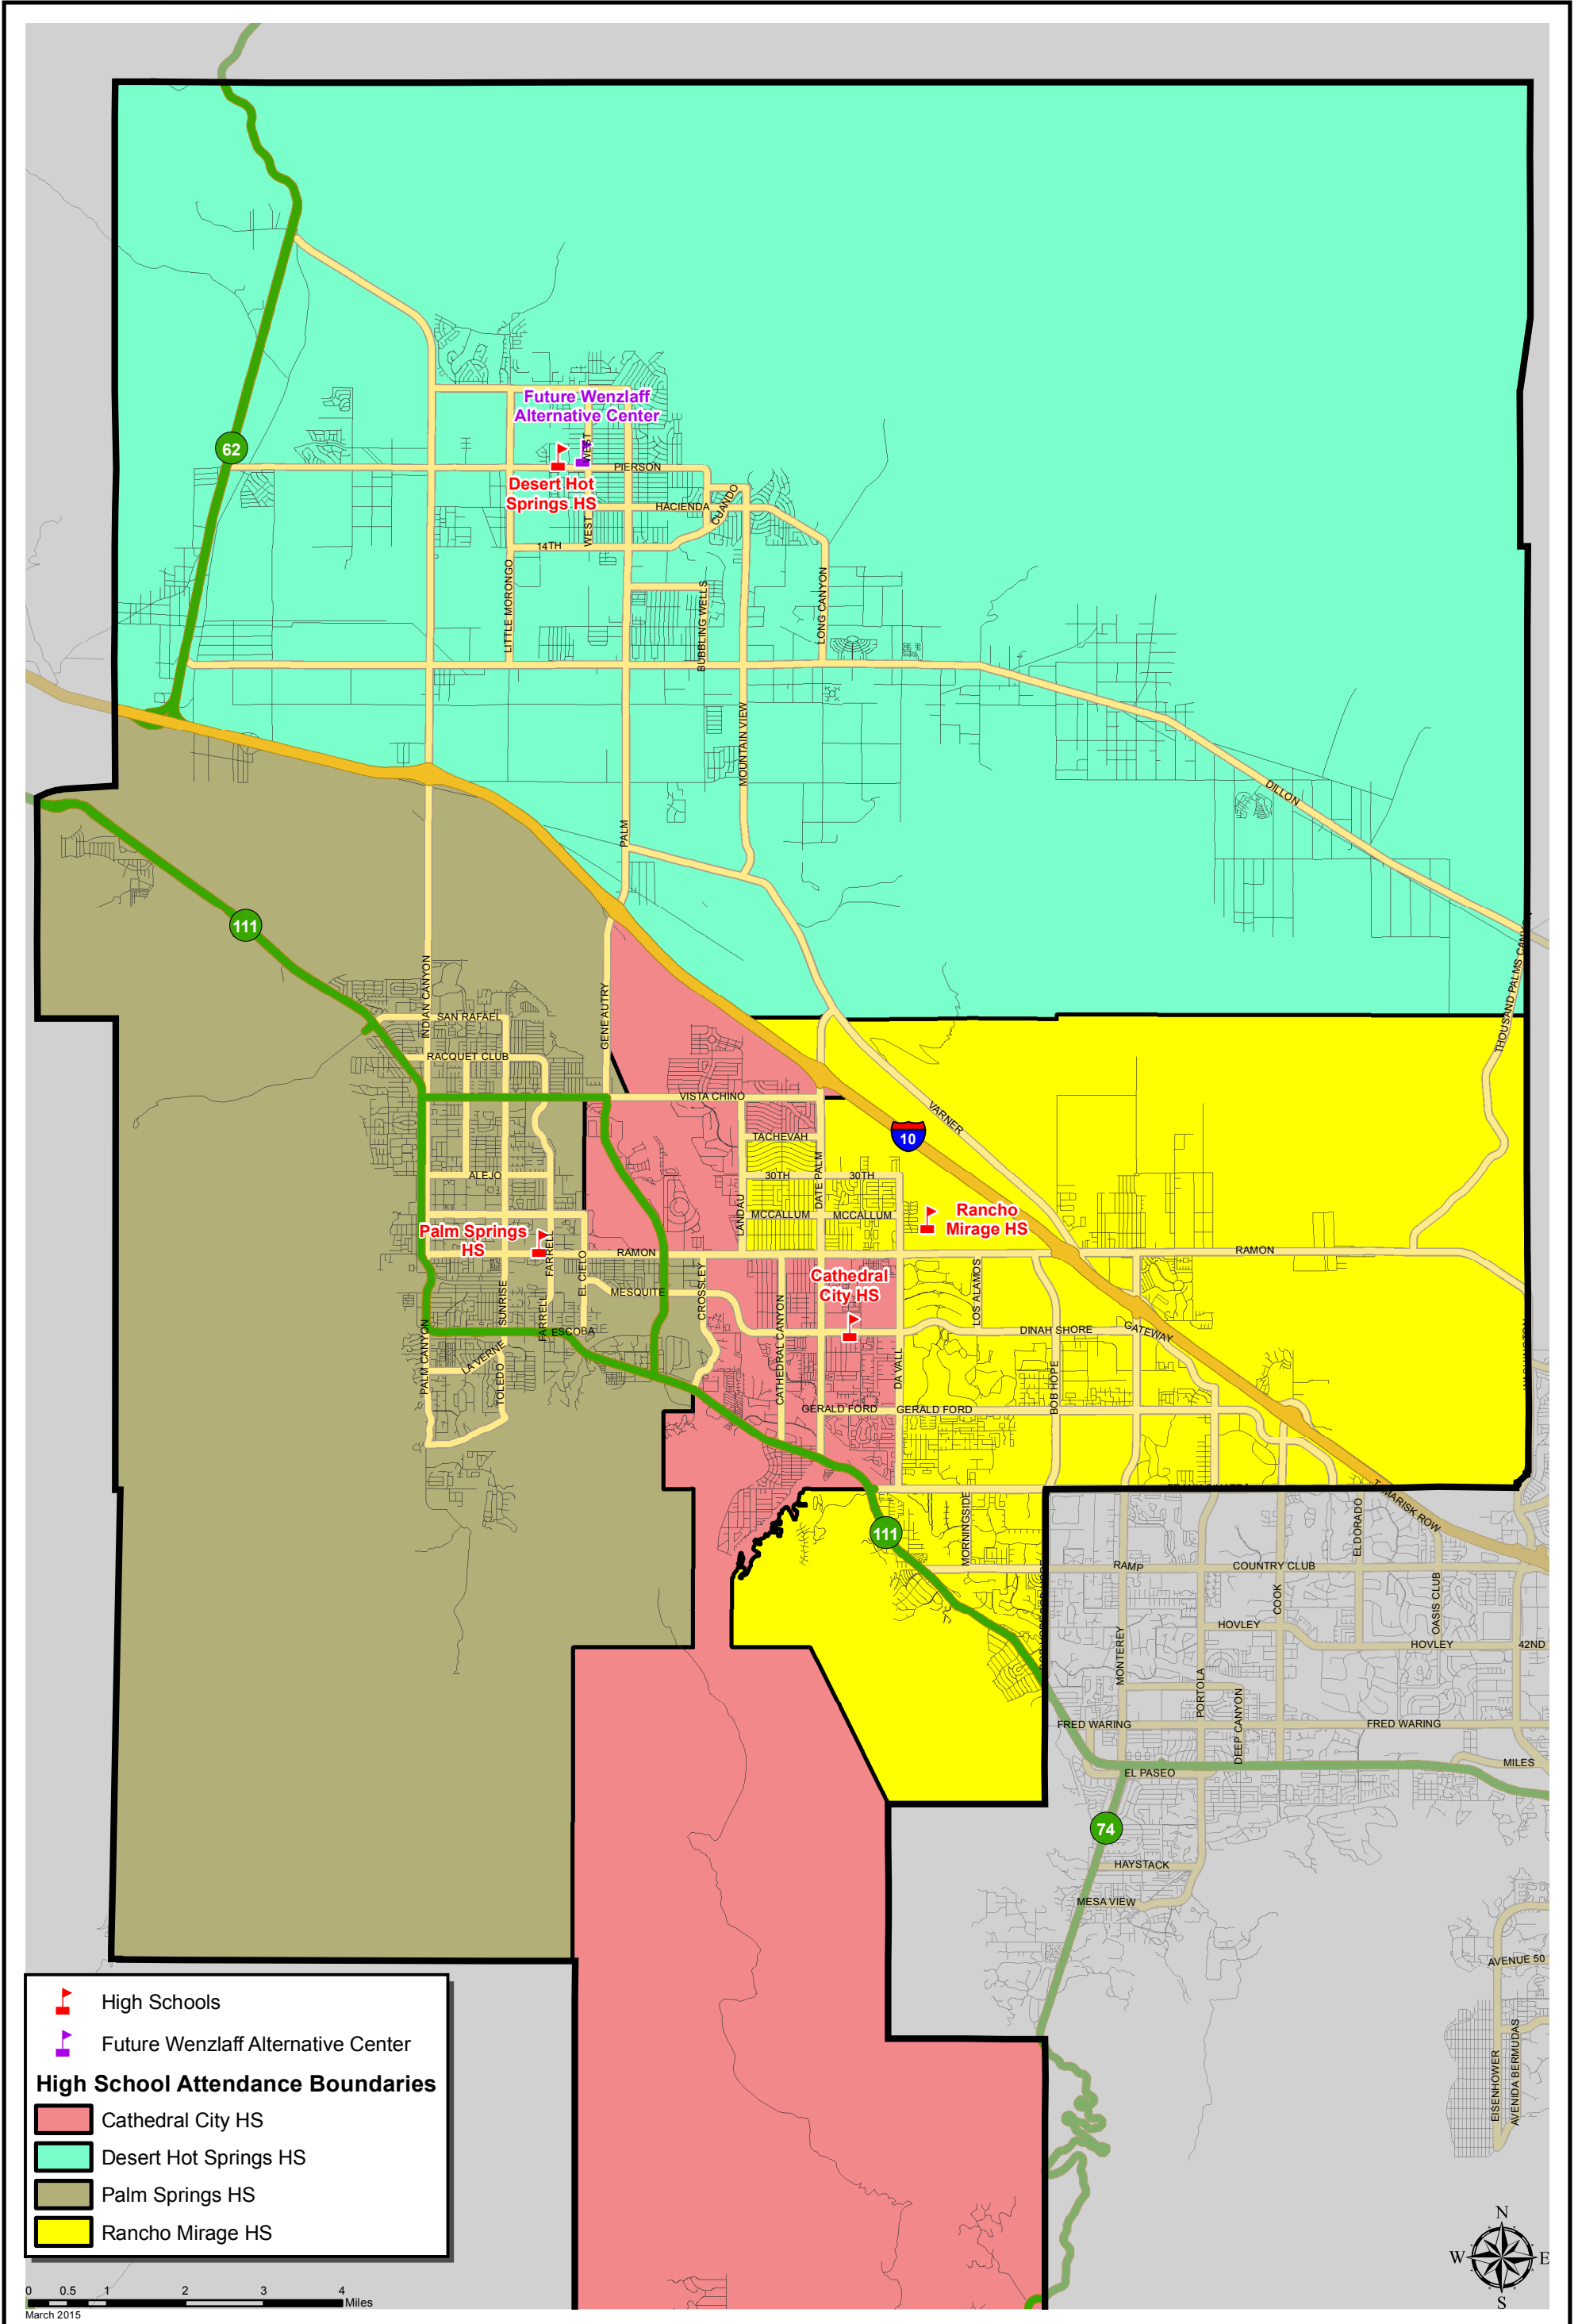 62
Future Wenzlaff
Alternative Center
WEST
PIERSON
Desert Hot
Springs HS
HACIENDA
CUANDO
WEST
14TH
LITTLE MORONGO
BUBBLING WELLS
LONG CANYON
MOUNTAIN VIEW
DILLON
PALM
111
INDIAN CANYON
GENE AUTRY
THOUSAND PALMS CANYON
SAN RAFAEL
RACQUET CLUB
VISTA CHINO
VARNER
10
TACHEVAH
DATE PALM
ALEJO
30TH
30TH
LANDAU
MCCALLUM
MCCALLUM
Rancho
Mirage HS
Palm Springs
HS
FARRELL
RAMON
RAMON
EL CIELO
CROSSLEY
Cathedral
City HS
LOS ALAMOS
SUNRISE
MESQUITE
FARRELL
ESCOBA
CATHEDRAL CANYON
DINAH SHORE
GATEWAY
PALM CANYON
LA VERNE
TOLEDO
DA VALL
BOB HOPE
GERALD FORD
GERALD FORD
TAMARISK ROW
111
MORNINGSIDE
ELDORADO
RAMP
COUNTRY CLUB
COOK
OASIS CLUB
HOVLEY
HOVLEY
42ND
MONTEREY
PORTOLA
DEEP CANYON
FRED WARING
FRED WARING
EL PASEO
MILES
74
HAYSTACK
MESA VIEW
AVENUE 50
EISENHOWER
AVENIDA BERMUDAS
High Schools
Future Wenzlaff Alternative Center
High School Attendance Boundaries
Cathedral City HS
Desert Hot Springs HS
Palm Springs HS
Rancho Mirage HS
N
W
E
S
0 0.5 1 2 3 4
Miles
March 2015